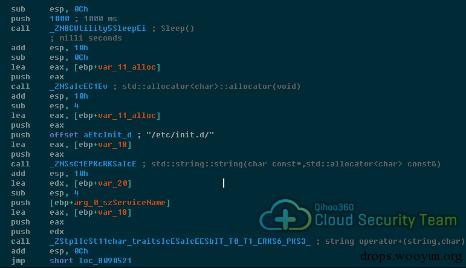 sub esp, 0Ch
push 1000 ; 1000 ms
call _ZN8CUtility5SleepEi ; Sleep()
; milli seconds
add esp, 10h
sub esp, 0Ch
lea eax, [ebp+var_11_alloc]
push eax
call _ZNSaIcEC1Ev ; std::allocator<char>::allocator(void)
add esp, 10h
sub esp, 4
lea eax, [ebp+var_11_alloc]
push eax
push offset aEtcInit_d ; "/etc/init.d/"
lea eax, [ebp+var_18]
push eax
call _ZNSsC1EPKcRKSaIcE ; std::string::string(char const*,std::allocator<char> const&)
add esp, 10h
lea edx, [ebp+var_20]
sub esp, 4
push [ebp+arg_0_szServiceName]
lea eax, [ebp+var_18]
push eax
push edx
call _ZStplIcSt11char_traitsIcESaIcEESbIT_T0_T1_ERKS6_PKS3_ ; string operator+(string,char)
add esp, 0Ch
jmp short loc_8098521
Qihoo360
Cloud Security Team
drops.wooyun.org